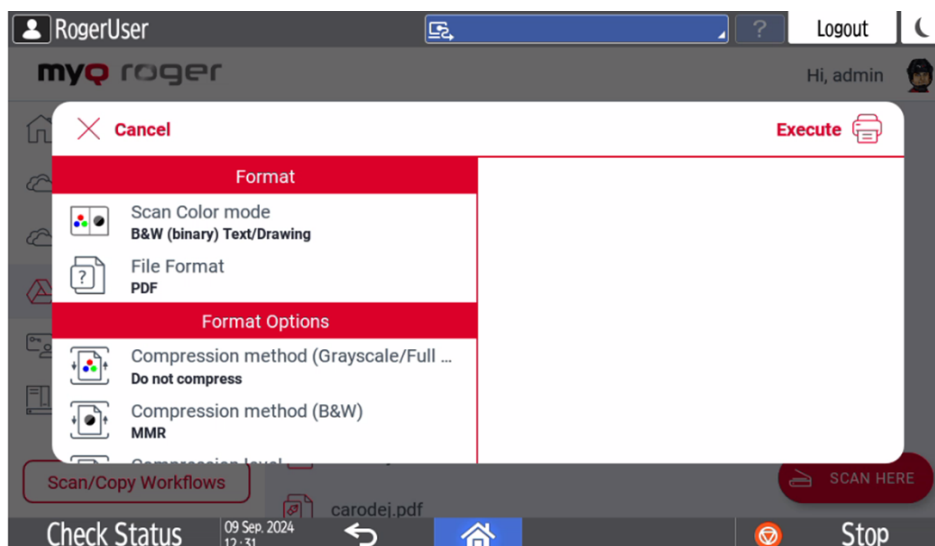 RogerUser
?
Logout
myQ roger
Hi, admin
Cancel
Execute
Format
Scan Color mode
B&W (binary) Text/Drawing
File Format
PDF
Format Options
Compression method (Grayscale/Full ...
Do not compress
Compression method (B&W)
MMR
Compression level
Scan/Copy Workflows
SCAN HERE
carodej.pdf
Check Status
09 Sep. 2024
12:31
Stop